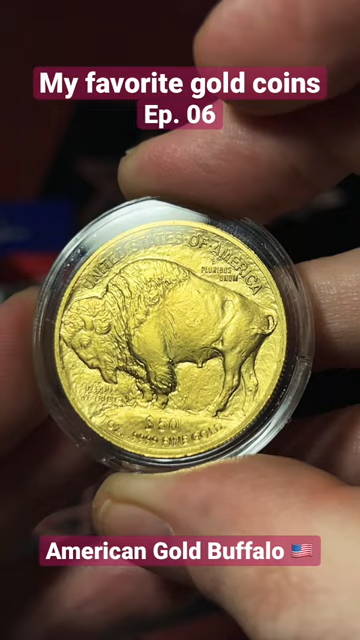 My favorite gold coins
Ep. 06
UNITED STATES OF AMERICA
PLURIBUS
UNUM
$50
OZ. .9999 FINE GOLD
American Gold Buffalo 🇺🇸